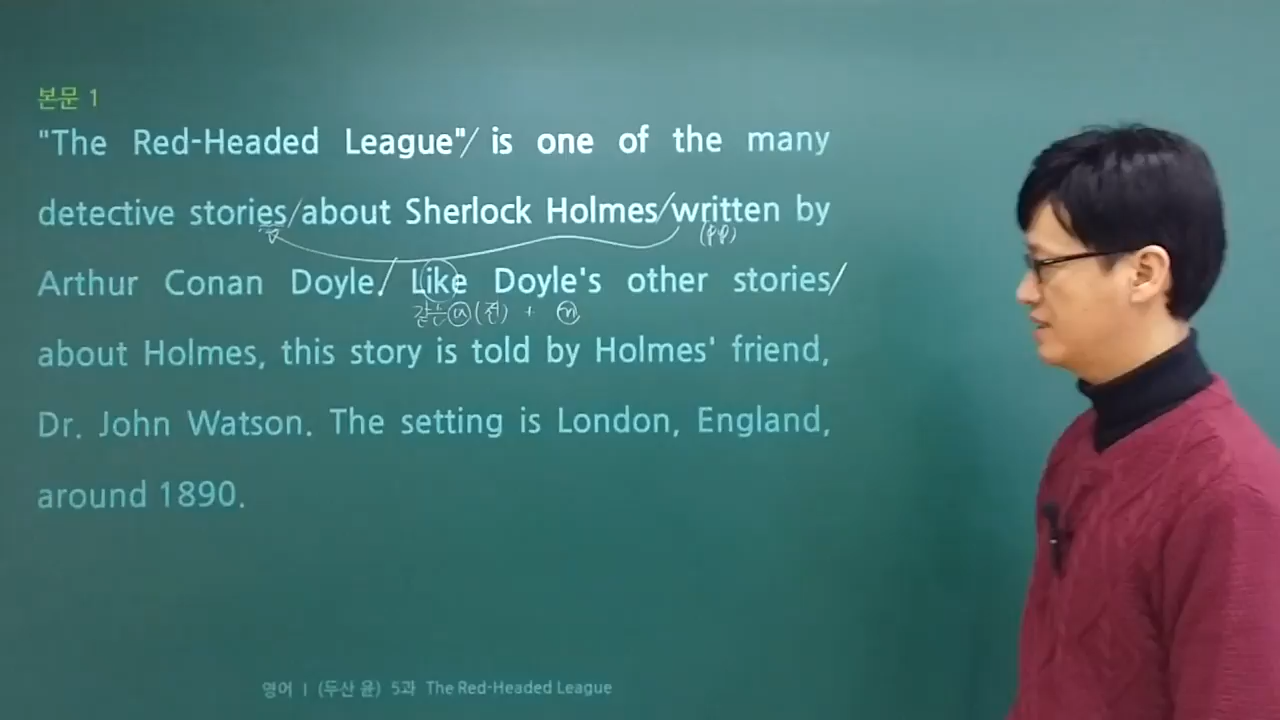 본문 1
"The Red-Headed League"/ is one of the many
detective stories/about Sherlock Holmes/written by
(pp)
Arthur Conan Doyle/ Like Doyle's other stories/
같은 (전) + n
about Holmes, this story is told by Holmes' friend,
Dr. John Watson. The setting is London, England,
around 1890.
영어 I (두산 윤) 5과 The Red-Headed League